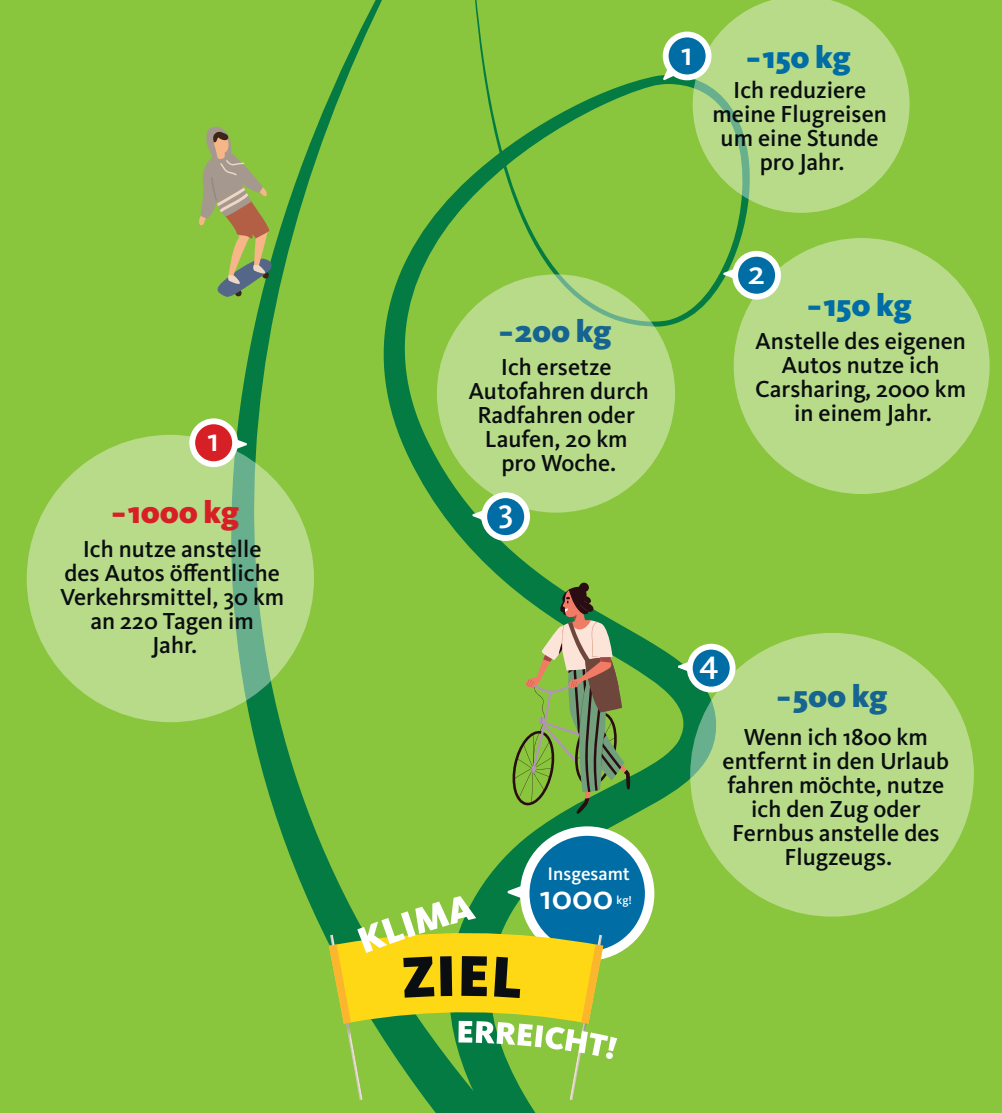 1
-150 kg
Ich reduziere
meine Flugreisen
um eine Stunde
pro Jahr.
2
-150 kg
Anstelle des eigenen
Autos nutze ich
Carsharing, 2000 km
in einem Jahr.
-200 kg
Ich ersetze
Autofahren durch
Radfahren oder
Laufen, 20 km
pro Woche.
3
1
-1000 kg
Ich nutze anstelle
des Autos öffentliche
Verkehrsmittel, 30 km
an 220 Tagen im
Jahr.
4
-500 kg
Wenn ich 1800 km
entfernt in den Urlaub
fahren möchte, nutze
ich den Zug oder
Fernbus anstelle des
Flugzeugs.
Insgesamt
1000 kg!
KLIMA
ZIEL
ERREICHT!